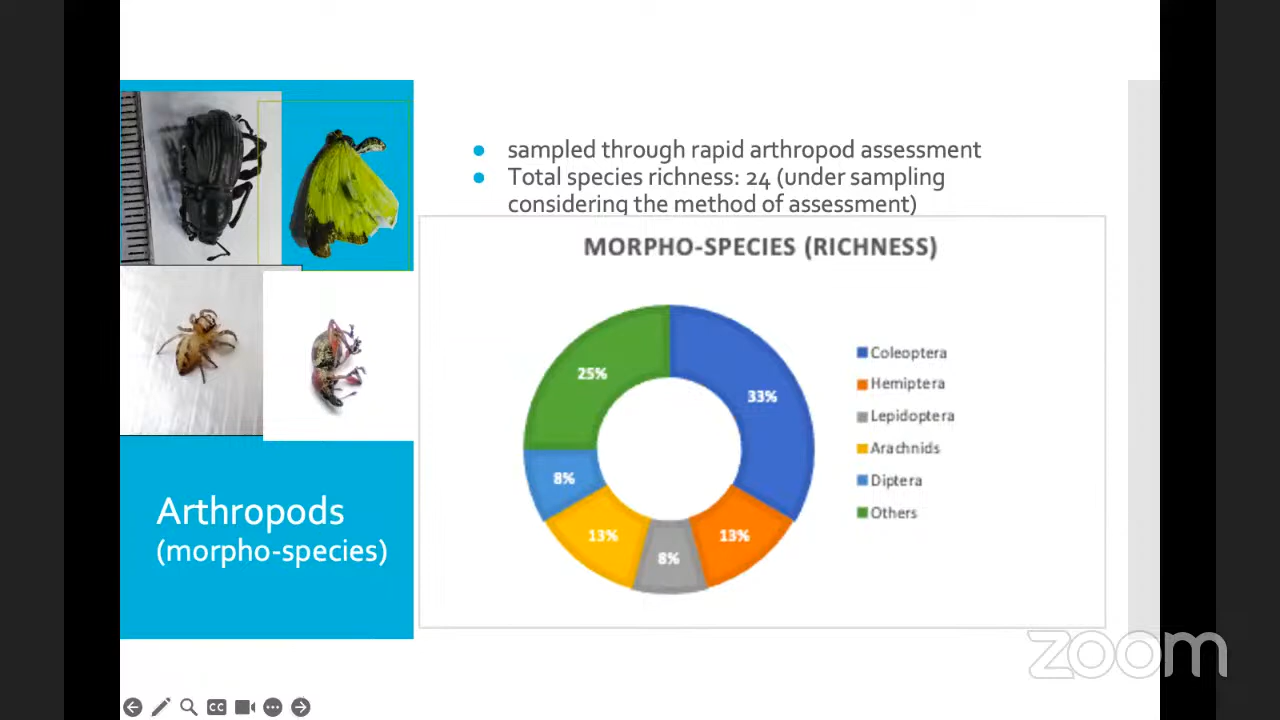 sampled through rapid arthropod assessment
Total species richness: 24 (under sampling
considering the method of assessment)
MORPHO-SPECIES (RICHNESS)
25%
33%
8%
13%
8%
13%
Coleoptera
Hemiptera
Lepidoptera
Arachnids
Diptera
Others
Arthropods
(morpho-species)
zoom
CC